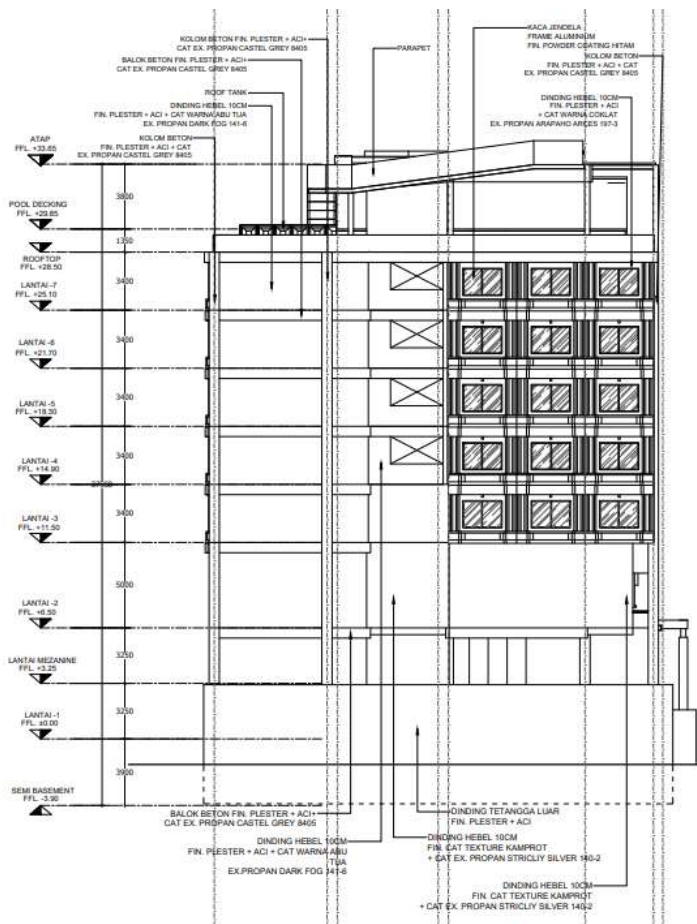 KOLOM BETON FIN. PLESTER + ACI+
CAT EX. PROPAN CASTEL GREY 8405
BALOK BETON FIN. PLESTER + ACI+
CAT EX. PROPAN CASTEL GREY 8405
ROOF TANK
DINDING HEBEL 10CM
FIN. PLESTER + ACI + CAT WARNA ABU TUA
EX. PROPAN DARK FOG 141-6
KOLOM BETON
FIN. PLESTER + ACI + CAT
EX. PROPAN CASTEL GREY 8405
PARAPET
KACA JENDELA
FRAME ALUMINIUM
FIN. POWDER COATING HITAM
KOLOM BETON
FIN. PLESTER + ACI + CAT
EX. PROPAN CASTEL GREY 8405
DINDING HEBEL 10CM
FIN. PLESTER + ACI
+ CAT WARNA COKLAT
EX. PROPAN ARAPAHO ARCES 197-3
ATAP
FFL. +33.65
3800
POOL DECKING
FFL. +29.85
1350
ROOFTOP
FFL. +28.50
3400
LANTAI -7
FFL. +25.10
3400
LANTAI -6
FFL. +21.70
3400
LANTAI -5
FFL. +18.30
3400
LANTAI -4
FFL. +14.90
3400
LANTAI -3
FFL. +11.50
5000
LANTAI -2
FFL. +6.50
3250
LANTAI MEZANINE
FFL. +3.25
3250
LANTAI -1
FFL. ±0.00
3900
SEMI BASEMENT
FFL. -3.90
BALOK BETON FIN. PLESTER + ACI+
CAT EX. PROPAN CASTEL GREY 8405
DINDING HEBEL 10CM
FIN. PLESTER + ACI + CAT WARNA ABU
TUA
EX.PROPAN DARK FOG 141-6
DINDING TETANGGA LUAR
FIN. PLESTER + ACI
DINDING HEBEL 10CM
FIN. CAT TEXTURE KAMPROT
+ CAT EX. PROPAN STRICLIY SILVER 140-2
DINDING HEBEL 10CM
FIN. CAT TEXTURE KAMPROT
+ CAT EX. PROPAN STRICLIY SILVER 140-2